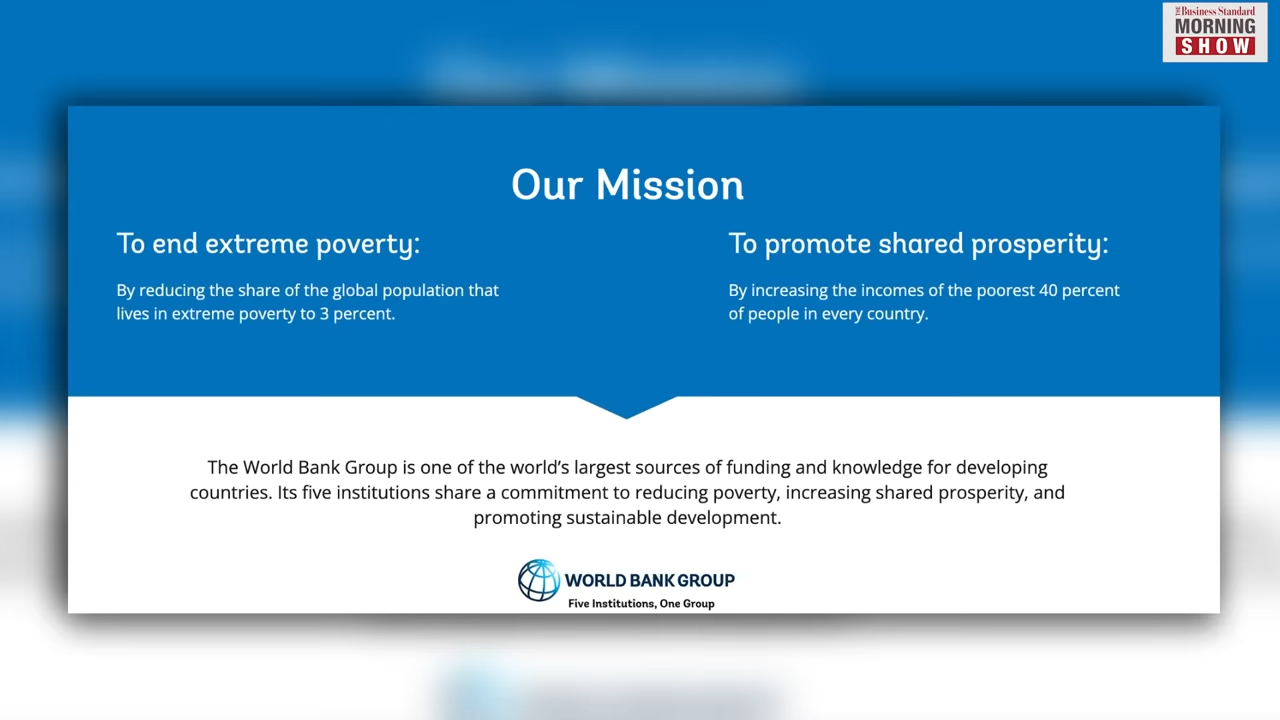 THE Business Standard
MORNING
SHOW
Our Mission
To end extreme poverty:
By reducing the share of the global population that
lives in extreme poverty to 3 percent.
To promote shared prosperity:
By increasing the incomes of the poorest 40 percent
of people in every country.
The World Bank Group is one of the world’s largest sources of funding and knowledge for developing
countries. Its five institutions share a commitment to reducing poverty, increasing shared prosperity, and
promoting sustainable development.
WORLD BANK GROUP
Five Institutions, One Group